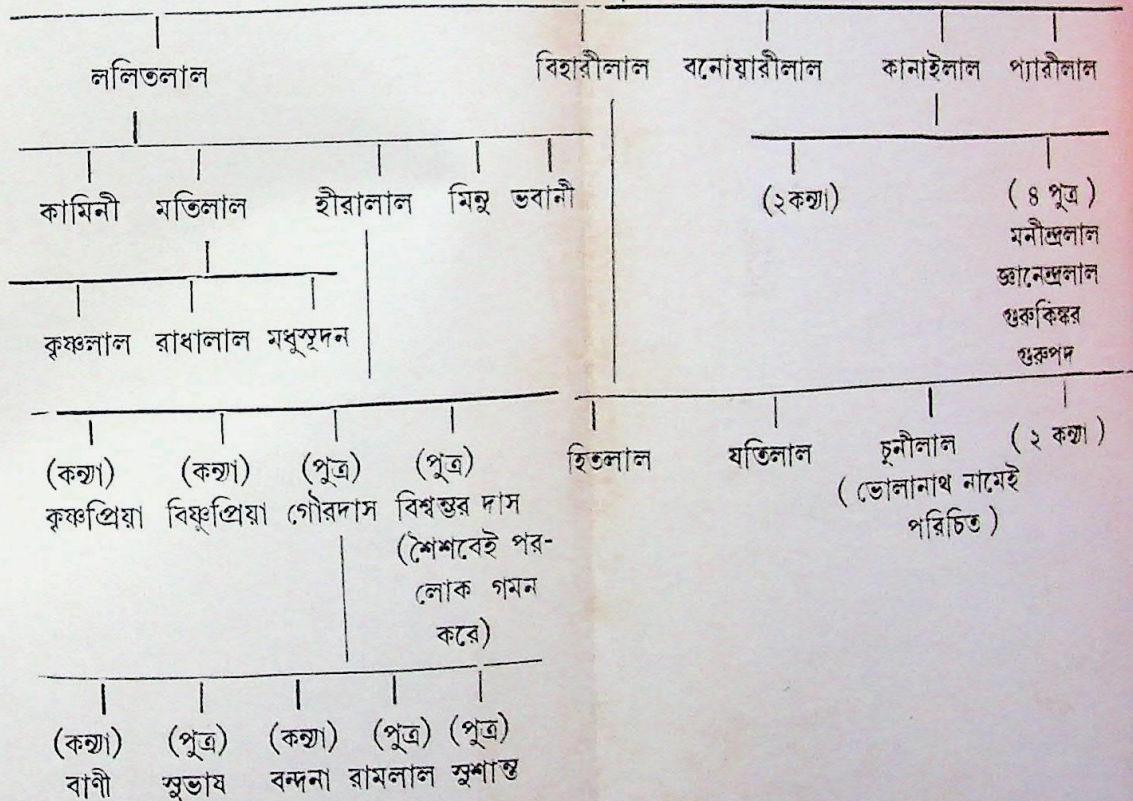 ললিতলাল বিহারীলাল বনোয়ারীলাল কানাইলাল প্যারীলাল
কামিনী মতিলাল হীরালাল মিনু ভবানী (২কন্যা) (৪ পুত্র)
মনীন্দ্রলাল
জ্ঞানেন্দ্রলাল
গুরুকিঙ্কর
গুরুপদ
কৃষ্ণলাল রাধালাল মধুসূদন
(কন্যা) (কন্যা) (পুত্র) (পুত্র) হিতলাল যতিলাল চুনীলাল (২ কন্যা)
কৃষ্ণপ্রিয়া বিষ্ণুপ্রিয়া গৌরদাস বিশ্বম্ভর দাস (ভোলানাথ নামেই
(শৈশবেই পর- পরিচিত)
লোক গমন
করে)
(কন্যা) (পুত্র) (কন্যা) (পুত্র) (পুত্র)
বাণী সুভাষ বন্দনা রামলাল সুশান্ত